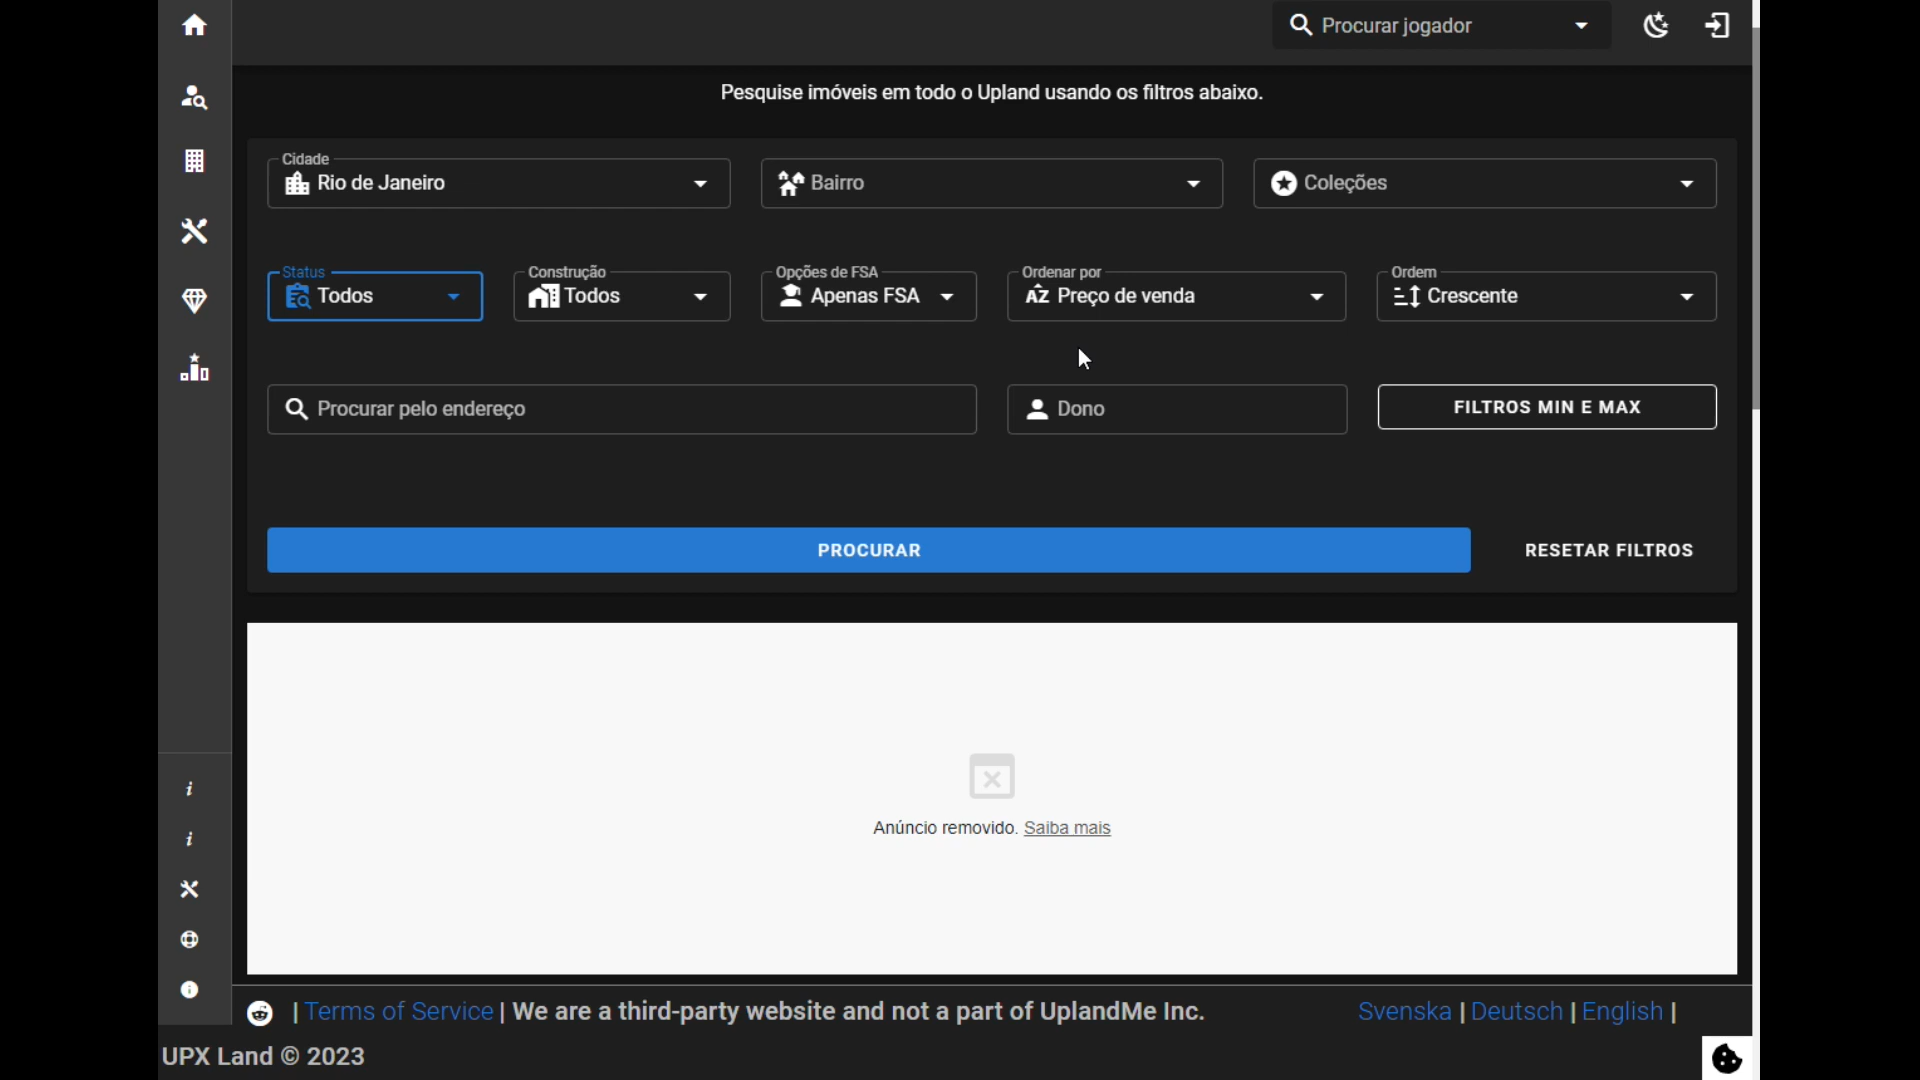 Procurar jogador
Pesquise imóveis em todo o Upland usando os filtros abaixo.
Cidade
Rio de Janeiro
Bairro
Coleções
Status
Todos
Construção
Todos
Opções de FSA
Apenas FSA
Ordenar por
Preço de venda
Ordem
Crescente
Procurar pelo endereço
Dono
FILTROS MIN E MAX
PROCURAR
RESETAR FILTROS
Anúncio removido. Saiba mais
| Terms of Service | We are a third-party website and not a part of UplandMe Inc.
Svenska | Deutsch | English |
UPX Land © 2023